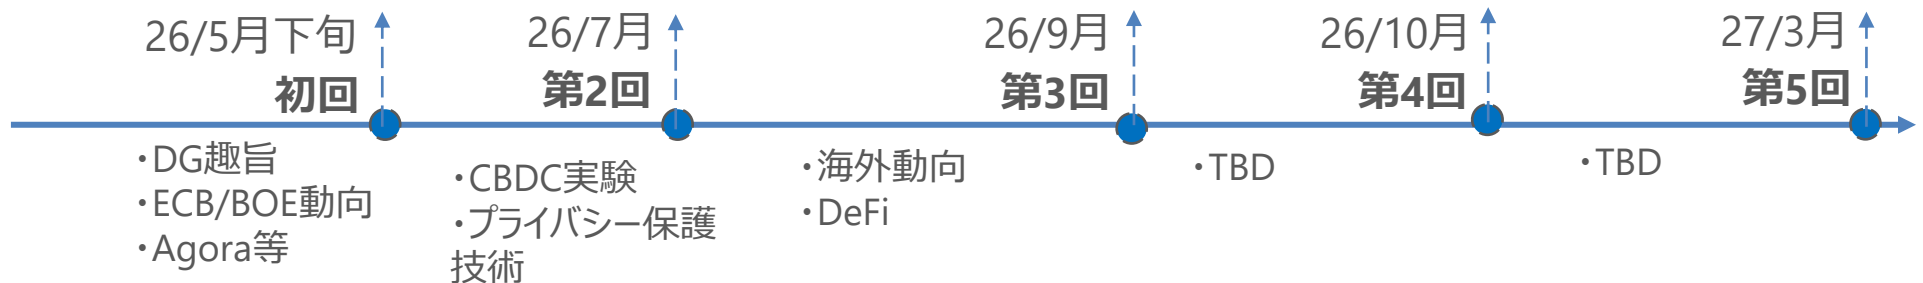 26/5月下旬
初回
・DG趣旨
・ECB/BOE動向
・Agora等
26/7月
第2回
・CBDC実験
・プライバシー保護
技術
26/9月
第3回
・海外動向
・DeFi
26/10月
第4回
・TBD
27/3月
第5回
・TBD